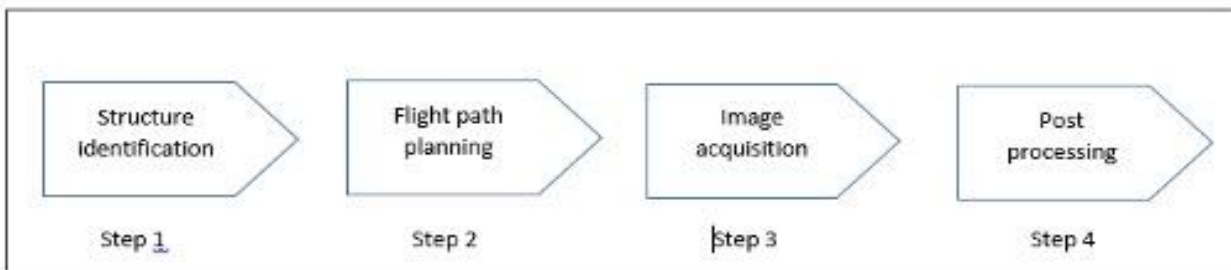 Structure
identification
Flight path
planning
Image
acquisition
Post
processing
Step 1
Step 2
Step 3
Step 4